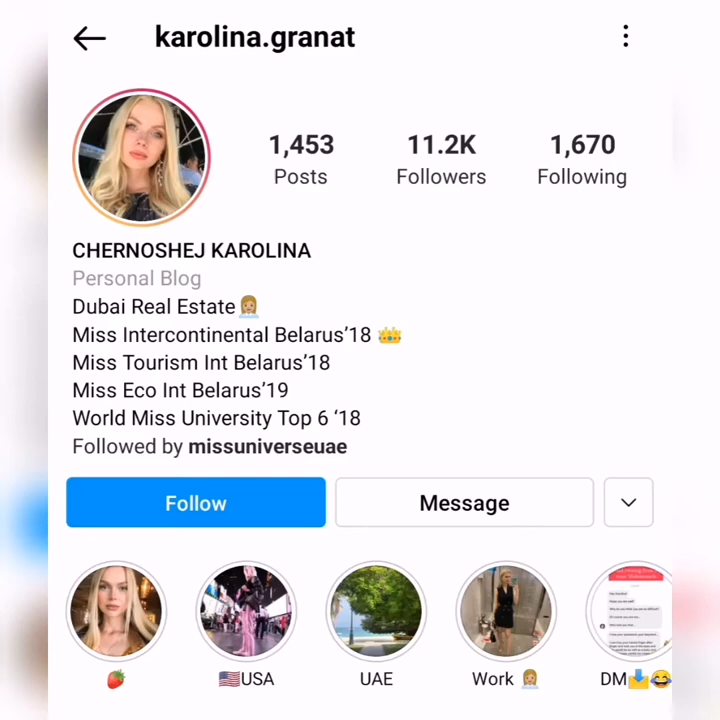 karolina.granat
1,453 11.2K 1,670
Posts Followers Following
CHERNOSHEJ KAROLINA
Personal Blog
Dubai Real Estate👩🏼‍💼
Miss Intercontinental Belarus'18 👑
Miss Tourism Int Belarus'18
Miss Eco Int Belarus'19
World Miss University Top 6 '18
Followed by missuniverseuae
Follow Message
🍓 🇺🇸USA UAE Work 👩🏼‍💼 DM📩😂